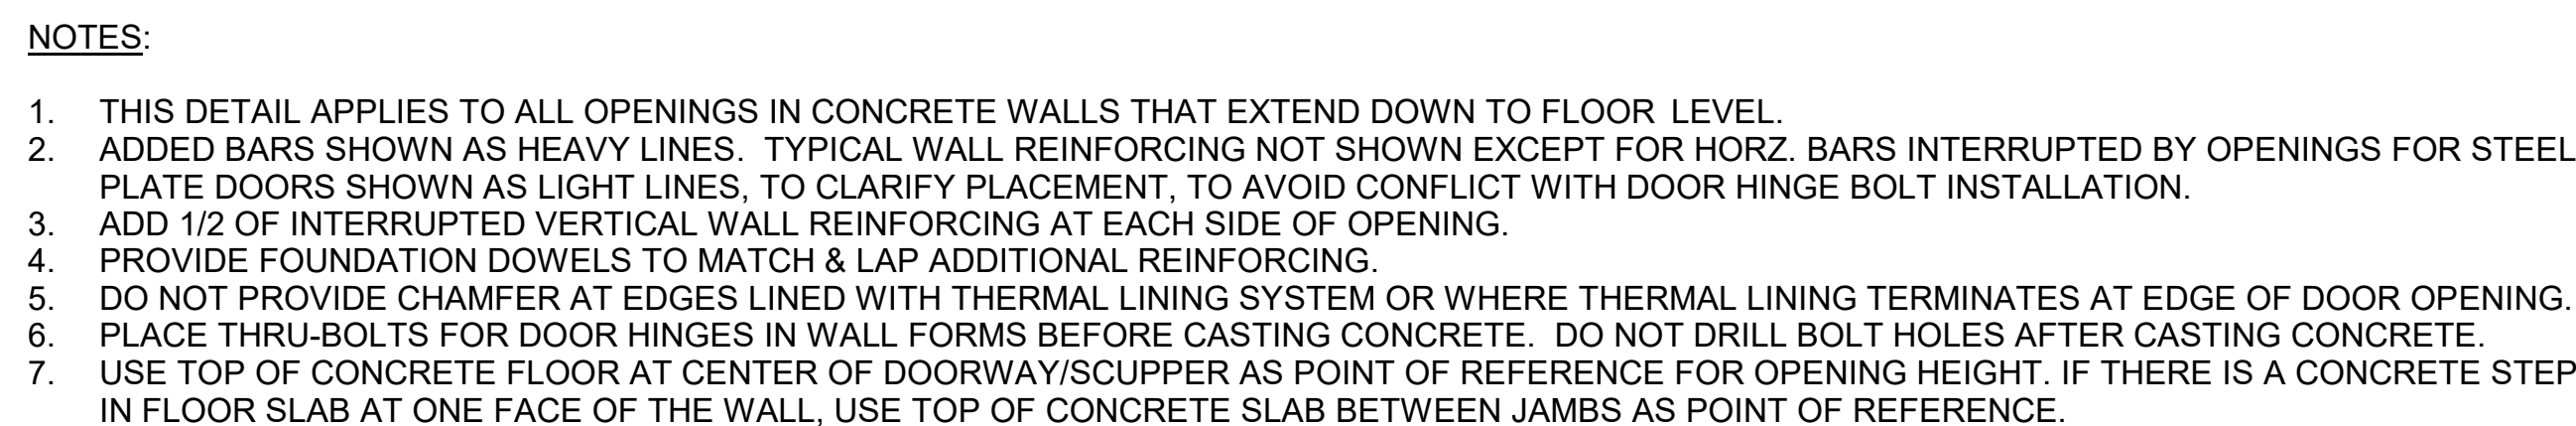 NOTES:
1. THIS DETAIL APPLIES TO ALL OPENINGS IN CONCRETE WALLS THAT EXTEND DOWN TO FLOOR LEVEL.
2. ADDED BARS SHOWN AS HEAVY LINES. TYPICAL WALL REINFORCING NOT SHOWN EXCEPT FOR HORZ. BARS INTERRUPTED BY OPENINGS FOR STEEL
PLATE DOORS SHOWN AS LIGHT LINES, TO CLARIFY PLACEMENT, TO AVOID CONFLICT WITH DOOR HINGE BOLT INSTALLATION.
3. ADD 1/2 OF INTERRUPTED VERTICAL WALL REINFORCING AT EACH SIDE OF OPENING.
4. PROVIDE FOUNDATION DOWELS TO MATCH & LAP ADDITIONAL REINFORCING.
5. DO NOT PROVIDE CHAMFER AT EDGES LINED WITH THERMAL LINING SYSTEM OR WHERE THERMAL LINING TERMINATES AT EDGE OF DOOR OPENING.
6. PLACE THRU-BOLTS FOR DOOR HINGES IN WALL FORMS BEFORE CASTING CONCRETE. DO NOT DRILL BOLT HOLES AFTER CASTING CONCRETE.
7. USE TOP OF CONCRETE FLOOR AT CENTER OF DOORWAY/SCUPPER AS POINT OF REFERENCE FOR OPENING HEIGHT. IF THERE IS A CONCRETE STEP
IN FLOOR SLAB AT ONE FACE OF THE WALL, USE TOP OF CONCRETE SLAB BETWEEN JAMBS AS POINT OF REFERENCE.